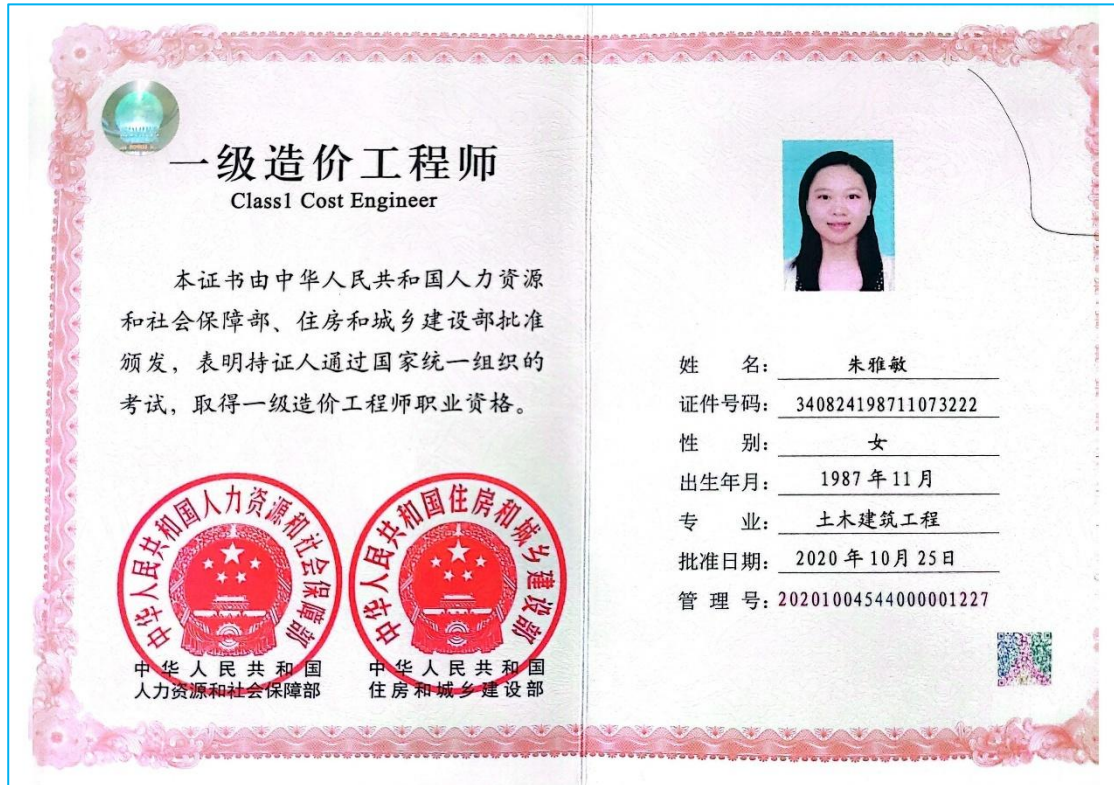 一级造价工程师
Class1 Cost Engineer
本证书由中华人民共和国人力资源
和社会保障部、住房和城乡建设部批准
颁发，表明持证人通过国家统一组织的
考试，取得一级造价工程师职业资格。
中华人民共和国人力资源和社会保障部
中华人民共和国住房和城乡建设部
中华人民共和国
人力资源和社会保障部
中华人民共和国
住房和城乡建设部
姓 名：朱雅敏
证件号码：340824198711073222
性 别：女
出生年月：1987年11月
专 业：土木建筑工程
批准日期：2020年10月25日
管 理 号：20201004544000001227